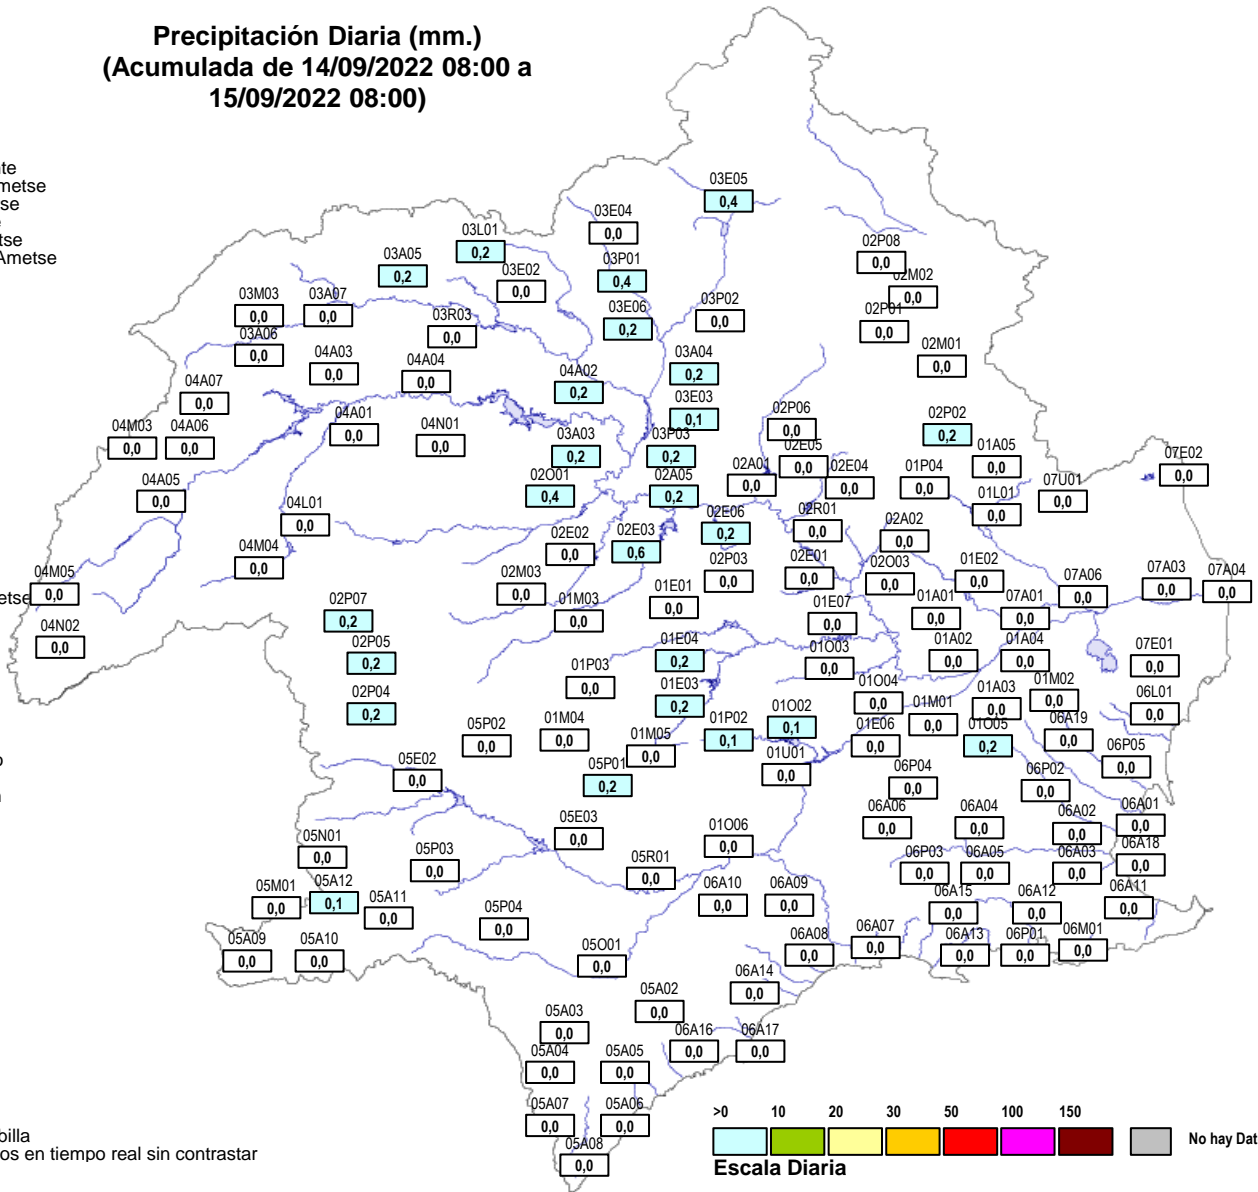 Precipitación Diaria (mm.)
(Acumulada de 14/09/2022 08:00 a
15/09/2022 08:00)
nte
metse
tse
e
tse
Ametse
03E05
0,4
03E04
0,0
03L01
0,2
03A05
0,2
03E02
0,0
03P01
0,4
02P08
0,0
02M02
0,0
03M03
0,0
03A07
0,0
03R03
0,0
03E06
0,2
03P02
0,0
02P01
0,0
03A06
0,0
04A03
0,0
04A04
0,0
03A04
0,2
02M01
0,0
04A07
0,0
04A02
0,2
03E03
0,1
04M03
0,0
04A06
0,0
04A01
0,0
04N01
0,0
03A03
0,2
03P03
0,2
02P06
0,0
02P02
0,2
02E05
0,0
01A05
0,0
07E02
0,0
04A05
0,0
02O01
0,4
02A05
0,2
02A01
0,0
02E04
0,0
01P04
0,0
07U01
0,0
01L01
0,0
04L01
0,0
02E06
0,2
02R01
0,0
02A02
0,0
04M04
0,0
02E02
0,0
02E03
0,6
02P03
0,0
02E01
0,0
02O03
0,0
01E02
0,0
07A03
0,0
07A04
0,0
04M05
0,0
etse
02M03
0,0
01E01
0,0
07A06
0,0
02P07
0,2
01M03
0,0
01E07
0,0
01A01
0,0
07A01
0,0
04N02
0,0
02P05
0,2
01E04
0,2
01O03
0,0
01A02
0,0
01A04
0,0
07E01
0,0
01P03
0,0
02P04
0,2
01E03
0,2
01O04
0,0
01A03
0,0
01M02
0,0
06L01
0,0
05P02
0,0
01M04
0,0
01M05
0,0
01P02
0,1
01O02
0,1
01E06
0,0
01M01
0,0
01O05
0,2
06A19
0,0
05E02
0,0
05P01
0,2
01U01
0,0
06P04
0,0
06P02
0,0
06P05
0,0
05E03
0,0
01O06
0,0
06A06
0,0
06A04
0,0
06A02
0,0
06A01
0,0
05N01
0,0
05P03
0,0
05R01
0,0
06P03
0,0
06A05
0,0
06A03
0,0
06A18
0,0
05M01
0,0
05A12
0,1
05A11
0,0
05P04
0,0
06A10
0,0
06A09
0,0
06A15
0,0
06A12
0,0
06A11
0,0
05A09
0,0
05A10
0,0
05O01
0,0
06A08
0,0
06A07
0,0
06A13
0,0
06P01
0,0
06M01
0,0
05A02
0,0
06A14
0,0
05A03
0,0
06A16
0,0
06A17
0,0
05A04
0,0
05A05
0,0
05A07
0,0
05A06
0,0
05A08
0,0
billa
os en tiempo real sin contrastar
>0 10 20 30 50 100 150
No hay Dat
Escala Diaria